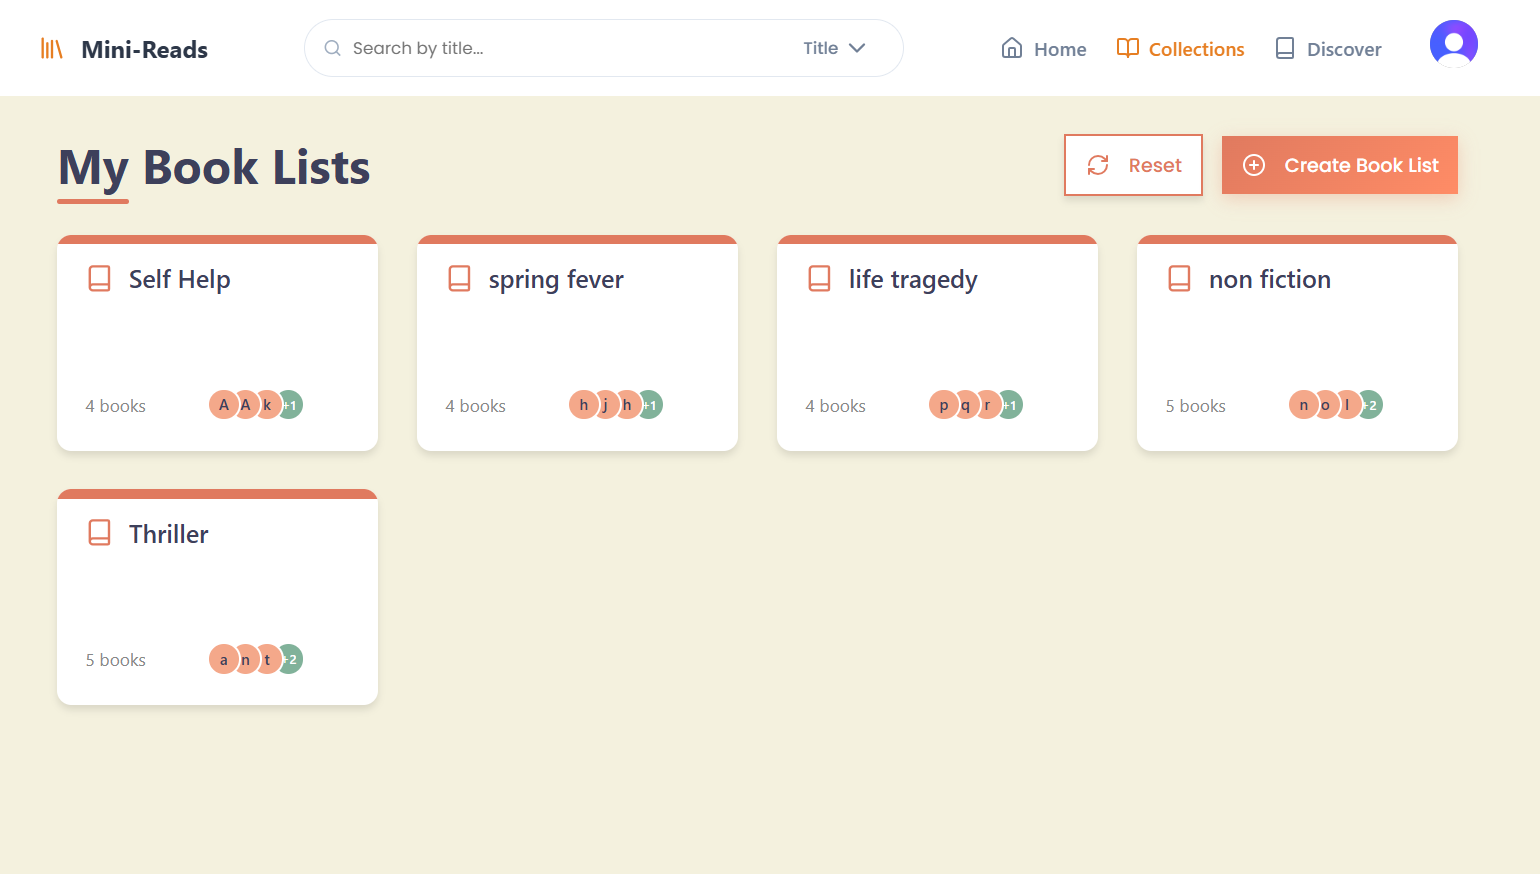 Mini-Reads
Search by title...
Title
Home
Collections
Discover
My Book Lists
Reset
Create Book List
Self Help
4 books
A A k +1
spring fever
4 books
h j h +1
life tragedy
4 books
p q r +1
non fiction
5 books
n o l +2
Thriller
5 books
a n t +2